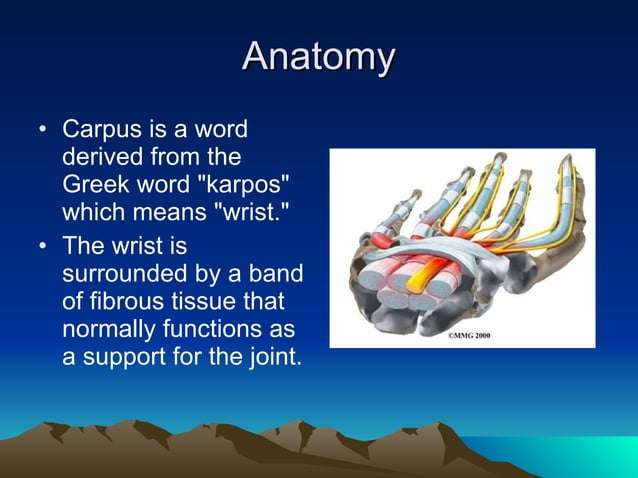 Anatomy
• Carpus is a word
derived from the
Greek word "karpos"
which means "wrist."
• The wrist is
surrounded by a band
of fibrous tissue that
normally functions as
a support for the joint.
©MMG 2000